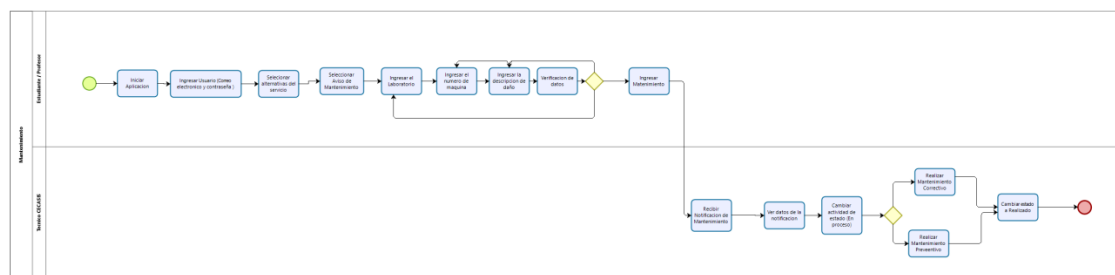 Mantenimiento
Estudiante / Profesor
Iniciar
Aplicacion
Ingresar Usuario (Correo
electronico y contraseña )
Seleccionar
alternativas del
servicio
Seleccionar
Aviso de
Mantenimiento
Ingresar el
Laboratorio
Ingresar el
numero de
maquina
Ingresar la
descripcion de
daño
Verificacion de
datos
Ingresar
Matenimiento
Tecnico CECASIS
Recibir
Notificacion de
Mantenimiento
Ver datos de la
notificacion
Cambiar
actividad de
estado (En
proceso)
Realizar
Mantenimiento
Correctivo
Realizar
Mantenimiento
Preventivo
Cambiar estado
a Realizado